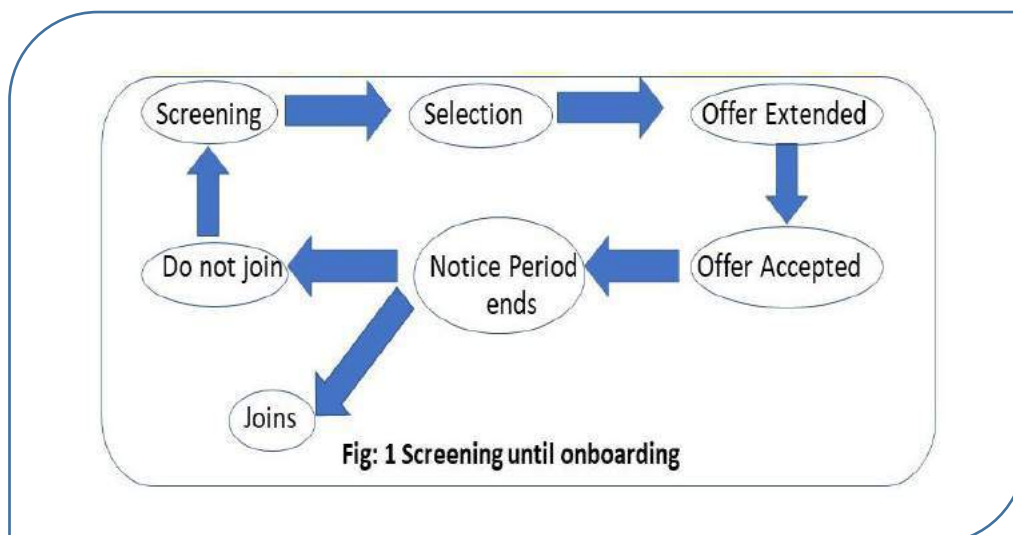 Screening
Selection
Offer Extended
Offer Accepted
Notice Period
ends
Do not join
Joins
Fig: 1 Screening until onboarding